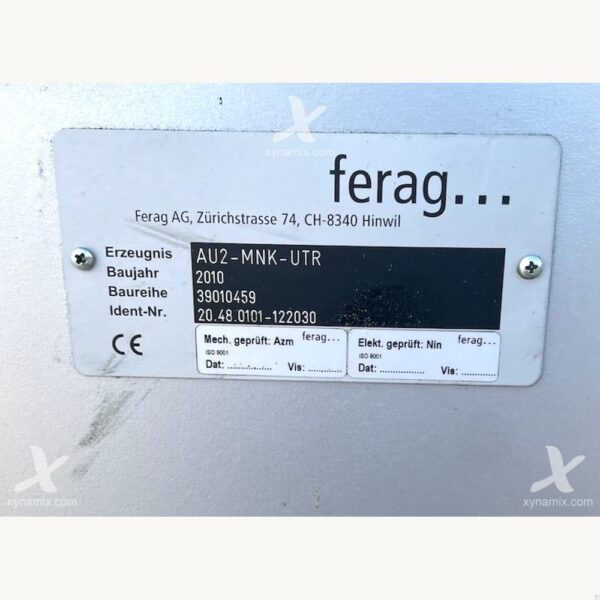 xynamix.com
ferag...
Ferag AG, Zürichstrasse 74, CH-8340 Hinwil
Erzeugnis AU2-MNK-UTR
Baujahr 2010
Baureihe 39010459
Ident-Nr. 20.48.0101-122030
CE
Mech. geprüft: Azm ferag...
ISO 9001
Dat: ............... Vis: ...........
Elekt. geprüft: Nin ferag...
ISO 9001
Dat: ............... Vis: ...........
xynamix.com
xynamix.com